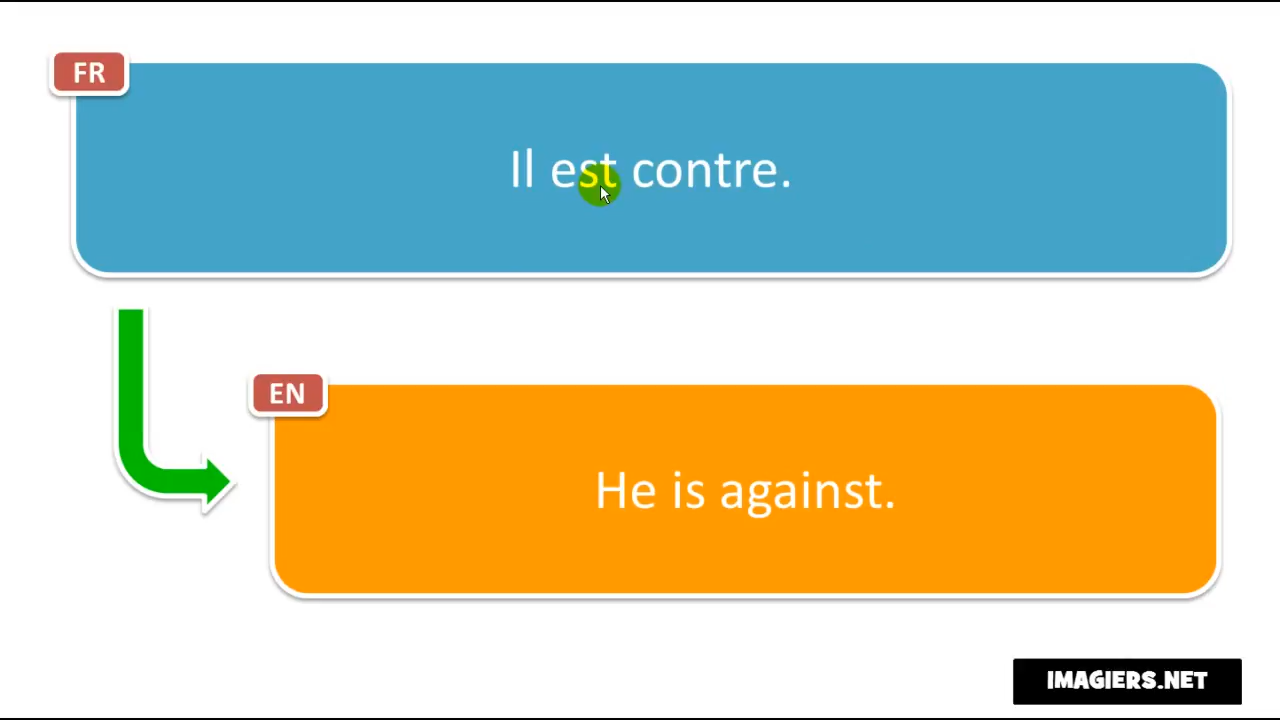 FR
Il est contre.
EN
He is against.
IMAGIERS.NET